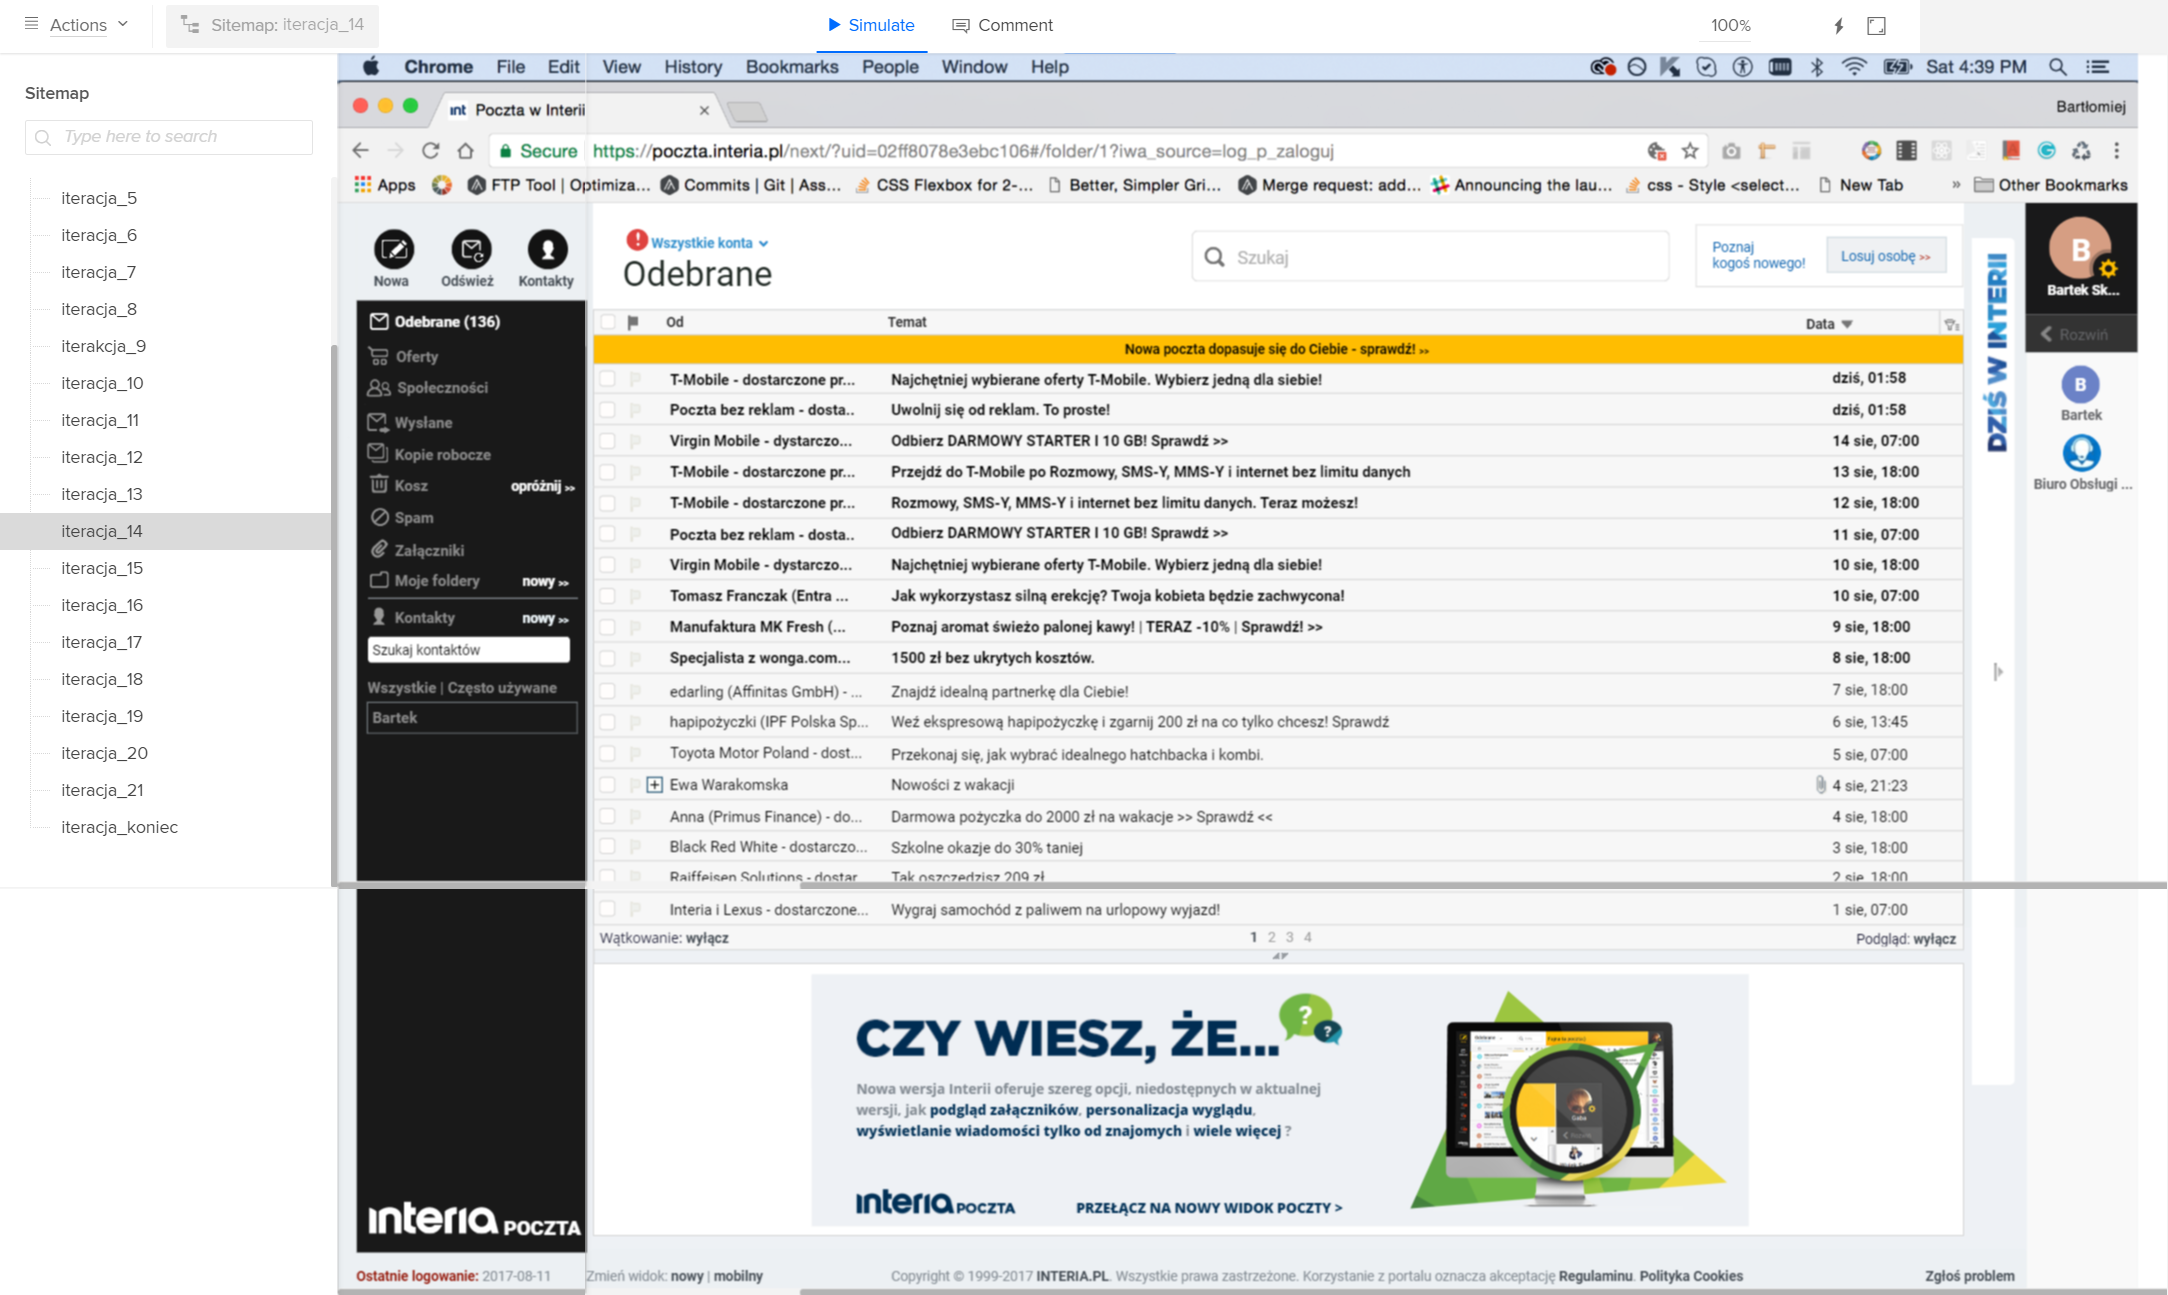 Actions
Sitemap: iteracja_14
Simulate
Comment
100%
Sitemap
Type here to search
iteracja_5
iteracja_6
iteracja_7
iteracja_8
iterakcja_9
iteracja_10
iteracja_11
iteracja_12
iteracja_13
iteracja_14
iteracja_15
iteracja_16
iteracja_17
iteracja_18
iteracja_19
iteracja_20
iteracja_21
iteracja_koniec
Chrome File Edit View History Bookmarks People Window Help
Sat 4:39 PM
int Poczta w Interii
Bartłomiej
Secure https://poczta.interia.pl/next/?uid=02ff8078e3ebc106#/folder/1?iwa_source=log_p_zaloguj
Apps FTP Tool | Optimiza... Commits | Git | Ass... CSS Flexbox for 2-... Better, Simpler Gri... Merge request: add... Announcing the lau... css - Style <select... New Tab » Other Bookmarks
Nowa Odśwież Kontakty
Odebrane (136)
Oferty
Społeczności
Wysłane
Kopie robocze
Kosz opróżnij >>
Spam
Załączniki
Moje foldery nowy >>
Kontakty nowy >>
Szukaj kontaktów
Wszystkie | Często używane
Bartek
interia POCZTA
Wszystkie konta
Odebrane
Szukaj
Poznaj
kogoś nowego!
Losuj osobę >>
Od Temat Data
Nowa poczta dopasuje się do Ciebie - sprawdź! >>
T-Mobile - dostarczone pr... Najchętniej wybierane oferty T-Mobile. Wybierz jedną dla siebie! dziś, 01:58
Poczta bez reklam - dosta.. Uwolnij się od reklam. To proste! dziś, 01:58
Virgin Mobile - dystarczo... Odbierz DARMOWY STARTER I 10 GB! Sprawdź >> 14 sie, 07:00
T-Mobile - dostarczone pr... Przejdź do T-Mobile po Rozmowy, SMS-Y, MMS-Y i internet bez limitu danych 13 sie, 18:00
T-Mobile - dostarczone pr... Rozmowy, SMS-Y, MMS-Y i internet bez limitu danych. Teraz możesz! 12 sie, 18:00
Poczta bez reklam - dosta.. Odbierz DARMOWY STARTER I 10 GB! Sprawdź >> 11 sie, 07:00
Virgin Mobile - dystarczo... Najchętniej wybierane oferty T-Mobile. Wybierz jedną dla siebie! 10 sie, 18:00
Tomasz Franczak (Entra ... Jak wykorzystasz silną erekcję? Twoja kobieta będzie zachwycona! 10 sie, 07:00
Manufaktura MK Fresh (... Poznaj aromat świeżo palonej kawy! | TERAZ -10% | Sprawdź! >> 9 sie, 18:00
Specjalista z wonga.com... 1500 zł bez ukrytych kosztów. 8 sie, 18:00
edarling (Affinitas GmbH) - ... Znajdź idealną partnerkę dla Ciebie! 7 sie, 18:00
hapipożyczki (IPF Polska Sp... Weź ekspresową hapipożyczkę i zgarnij 200 zł na co tylko chcesz! Sprawdź 6 sie, 13:45
Toyota Motor Poland - dost... Przekonaj się, jak wybrać idealnego hatchbacka i kombi. 5 sie, 07:00
Ewa Warakomska Nowości z wakacji 4 sie, 21:23
Anna (Primus Finance) - do... Darmowa pożyczka do 2000 zł na wakacje >> Sprawdź << 4 sie, 18:00
Black Red White - dostarczo... Szkolne okazje do 30% taniej 3 sie, 18:00
Raiffeisen Solutions - dostar Tak oszczędzisz 209 zł 2 sie, 18:00
Interia i Lexus - dostarczone... Wygraj samochód z paliwem na urlopowy wyjazd! 1 sie, 07:00
Wątkowanie: wyłącz 1 2 3 4 Podgląd: wyłącz
CZY WIESZ, ŻE...
? ?
Nowa wersja Interii oferuje szereg opcji, niedostępnych w aktualnej
wersji, jak podgląd załączników, personalizacja wyglądu,
wyświetlanie wiadomości tylko od znajomych i wiele więcej ?
interia POCZTA PRZEŁĄCZ NA NOWY WIDOK POCZTY >
DZIŚ W INTERII
B
Bartek Sk...
Rozwiń
B
Bartek
Biuro Obsługi ...
Ostatnie logowanie: 2017-08-11 Zmień widok: nowy | mobilny Copyright © 1999-2017 INTERIA.PL. Wszystkie prawa zastrzeżone. Korzystanie z portalu oznacza akceptację Regulaminu. Polityka Cookies Zgłoś problem